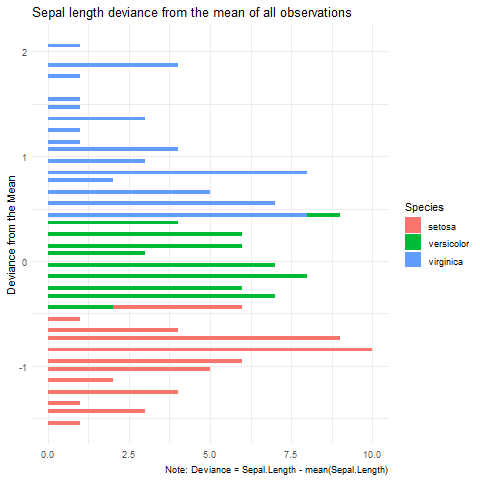 Sepal length deviance from the mean of all observations
Deviance from the Mean
2
1
0
-1
0.0 2.5 5.0 7.5 10.0
Species
setosa
versicolor
virginica
Note: Deviance = Sepal.Length - mean(Sepal.Length)